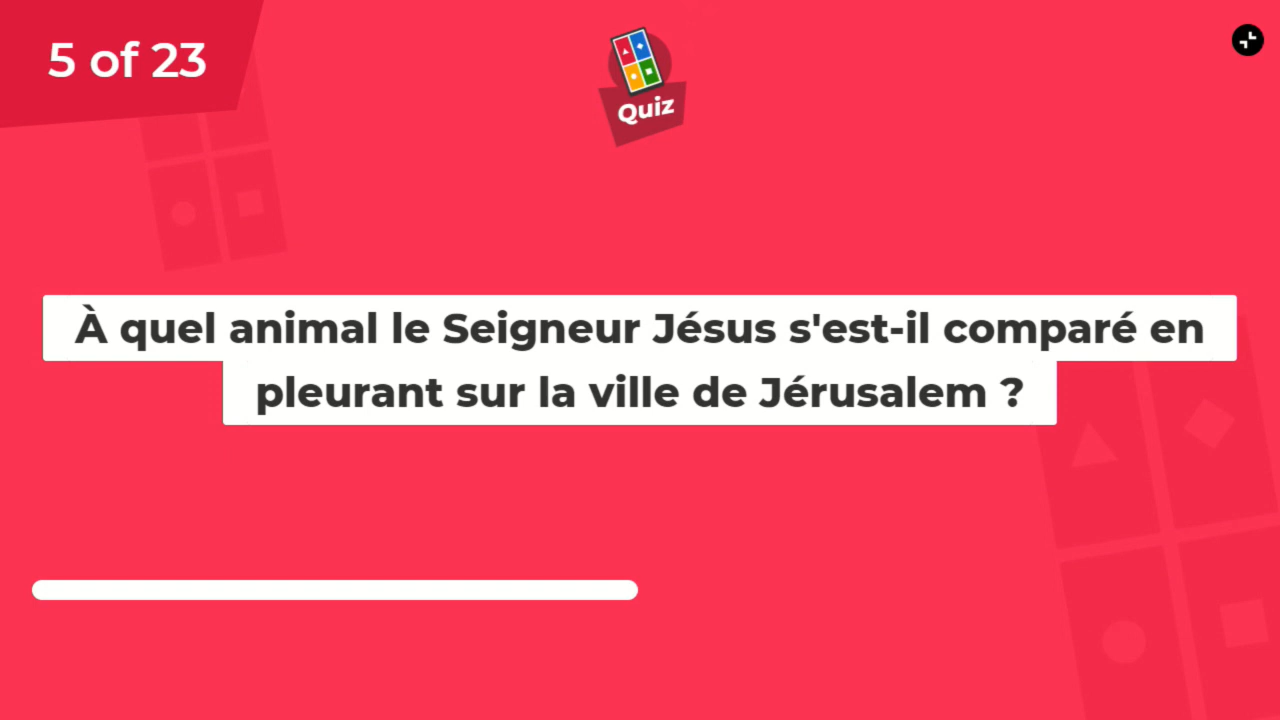 5 of 23
Quiz
À quel animal le Seigneur Jésus s'est-il comparé en
pleurant sur la ville de Jérusalem ?